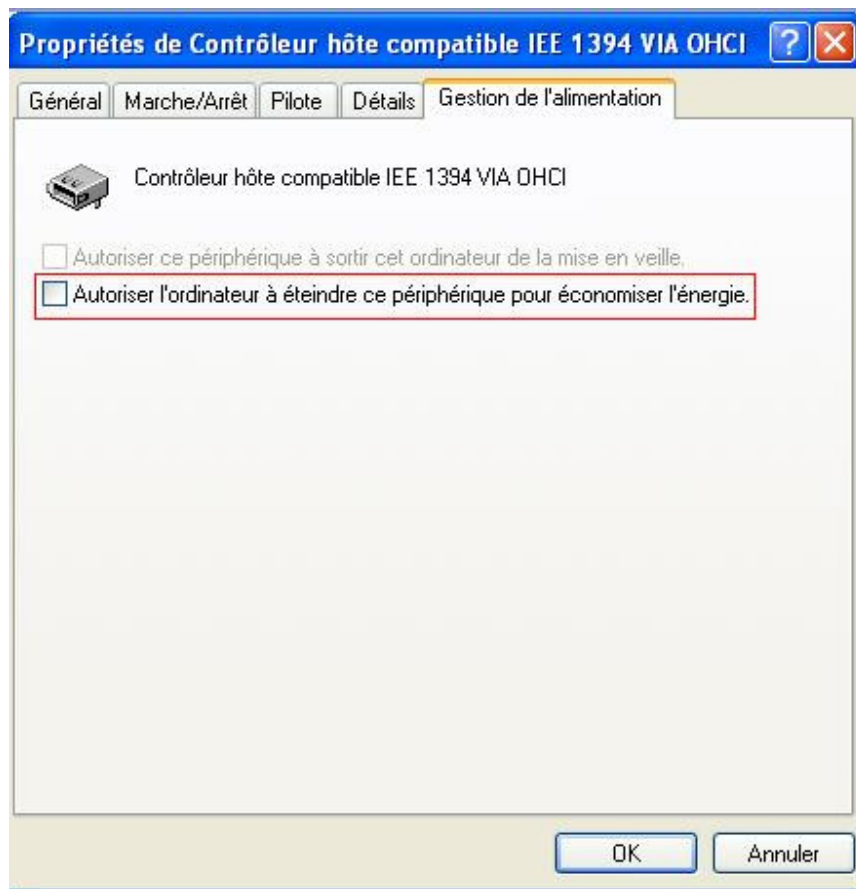 Propriétés de Contrôleur hôte compatible IEE 1394 VIA OHCI
Général Marche/Arrêt Pilote Détails Gestion de l'alimentation
Contrôleur hôte compatible IEE 1394 VIA OHCI
Autoriser ce périphérique à sortir cet ordinateur de la mise en veille.
Autoriser l'ordinateur à éteindre ce périphérique pour économiser l'énergie.
OK Annuler